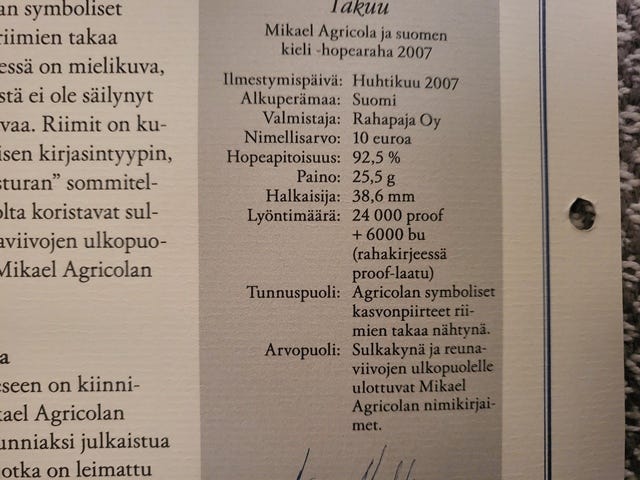 an symboliset
riimien takaa
essä on mielikuva,
stä ei ole säilynyt
vaa. Riimit on ku-
isen kirjasintyypin,
sturan” sommitel-
olta koristavat sul-
aviivojen ulkopuo-
Mikael Agricolan
a
eseen on kiinni-
kael Agricolan
unniaksi julkaistua
otka on leimattu
Takuu
Mikael Agricola ja suomen
kieli -hopearaha 2007
Ilmestymispäivä: Huhtikuu 2007
Alkuperämaa: Suomi
Valmistaja: Rahapaja Oy
Nimellisarvo: 10 euroa
Hopeapitoisuus: 92,5 %
Paino: 25,5 g
Halkaisija: 38,6 mm
Lyöntimäärä: 24 000 proof
+ 6000 bu
(rahakirjeessä
proof-laatu)
Tunnuspuoli: Agricolan symboliset
kasvonpiirteet rii-
mien takaa nähtynä.
Arvopuoli: Sulkakynä ja reuna-
viivojen ulkopuolelle
ulottuvat Mikael
Agricolan nimikirjai-
met.